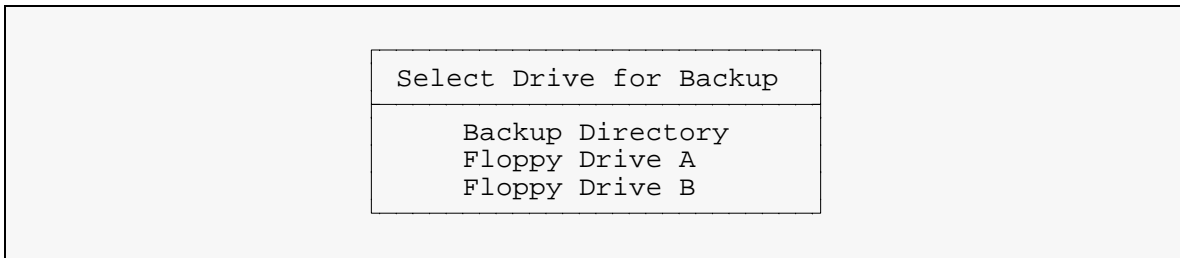 Select Drive for Backup
Backup Directory
Floppy Drive A
Floppy Drive B